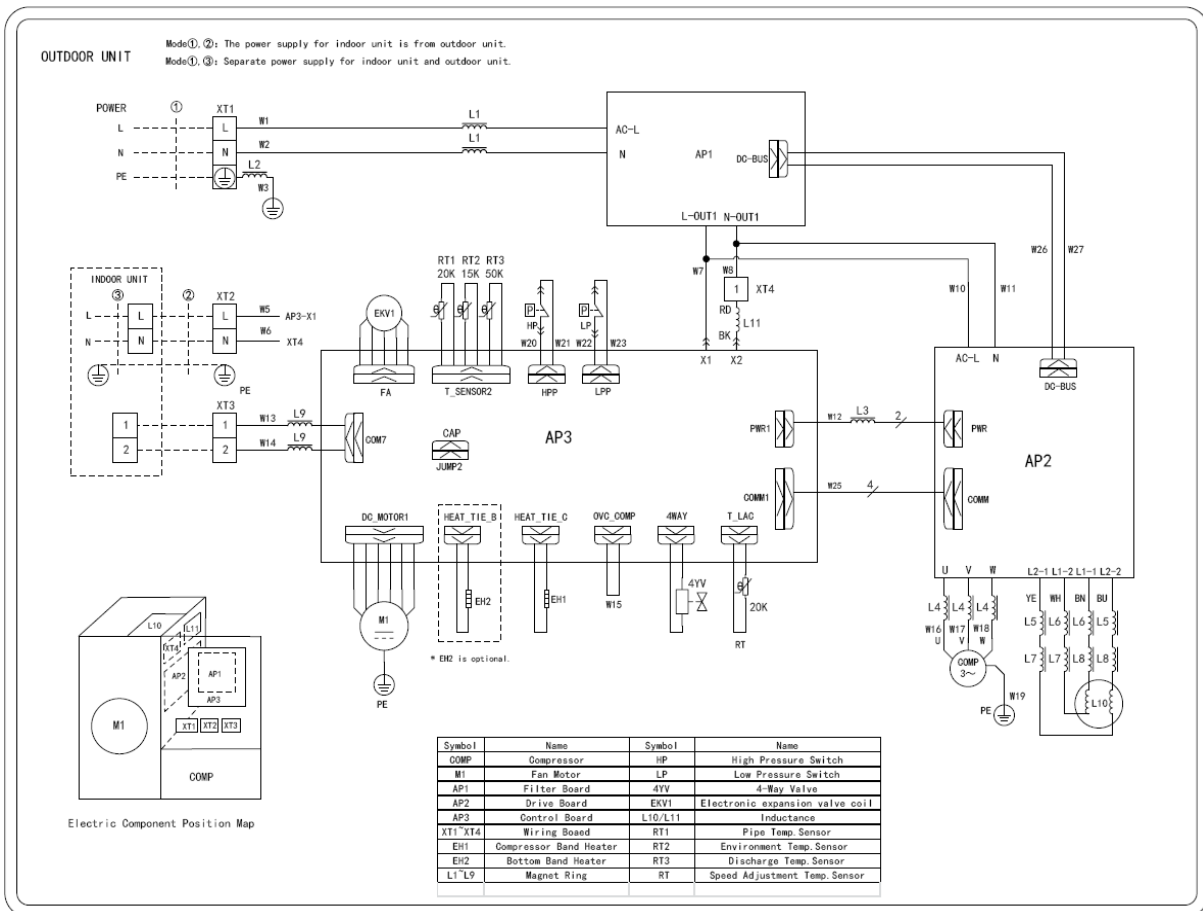 OUTDOOR UNIT
Mode①,②: The power supply for indoor unit is from outdoor unit.
Mode①,③: Separate power supply for indoor unit and outdoor unit.
POWER
①
XT1
L
L
W1
L1
AC-L
N
N
W2
L1
N
AP1
DC-BUS
PE
L2
W3
L-OUT1
N-OUT1
W26
W27
INDOOR UNIT
③
②
XT2
L
L
L
W5
AP3-X1
N
N
N
W6
XT4
PE
RT1
RT2
RT3
20K
15K
50K
θ
θ
θ
EKV1
P
HP
P
LP
W20
W21
W22
W23
W7
W8
1
XT4
RD
L11
BK
W10
W11
X1
X2
AC-L
N
DC-BUS
FA
T_SENSOR2
HPP
LPP
XT3
1
1
W13
L9
2
2
W14
L9
COM7
CAP
JUMP2
AP3
PWR1
W12
L3
2
PWR
AP2
COMM1
W25
4
COMM
DC_MOTOR1
HEAT_TIE_B
HEAT_TIE_C
OVC_COMP
4WAY
T_LAC
EH2
EH1
W15
4YV
θ
20K
RT
M1
PE
* EH2 is optional.
U
V
W
L2-1
L1-2
L1-1
L2-2
YE
WH
BN
BU
L4
L4
L4
L5
L6
L6
L5
W16
W17
W18
U
V
W
L7
L7
L8
L8
COMP
3~
W19
PE
L10
L10
L11
XT4
AP2
AP1
AP3
M1
XT1
XT2
XT3
COMP
Electric Component Position Map
Symbol Name Symbol Name
COMP Compressor HP High Pressure Switch
M1 Fan Motor LP Low Pressure Switch
AP1 Filter Board 4YV 4-Way Valve
AP2 Drive Board EKV1 Electronic expansion valve coil
AP3 Control Board L10/L11 Inductance
XT1~XT4 Wiring Boaed RT1 Pipe Temp.Sensor
EH1 Compressor Band Heater RT2 Environment Temp.Sensor
EH2 Bottom Band Heater RT3 Discharge Temp.Sensor
L1~L9 Magnet Ring RT Speed Adjustment Temp.Sensor